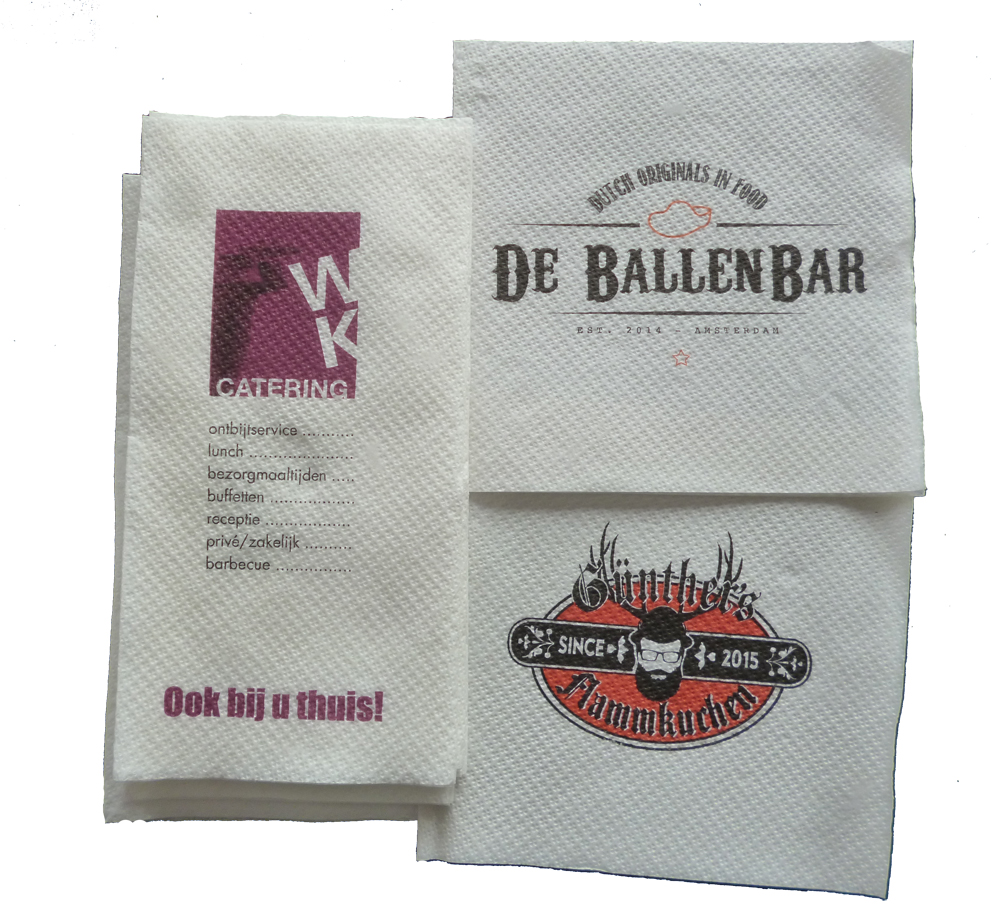 W
K
CATERING
ontbijtservice ...........
lunch ......................
bezorgmaaltijden .....
buffetten .................
receptie ..................
privé/zakelijk ..........
barbecue ................
Ook bij u thuis!
DUTCH ORIGINALS IN FOOD
DE BALLENBAR
EST. 2014 - AMSTERDAM
Günther's
SINCE 2015
Flammkuchen